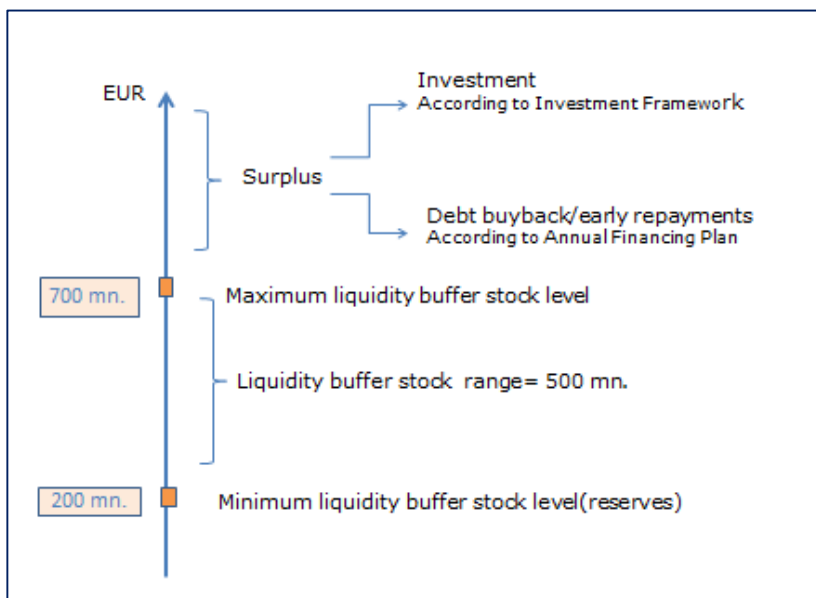 EUR
Investment
According to Investment Framework
Surplus
Debt buyback/early repayments
According to Annual Financing Plan
700 mn.
Maximum liquidity buffer stock level
Liquidity buffer stock range= 500 mn.
200 mn.
Minimum liquidity buffer stock level(reserves)